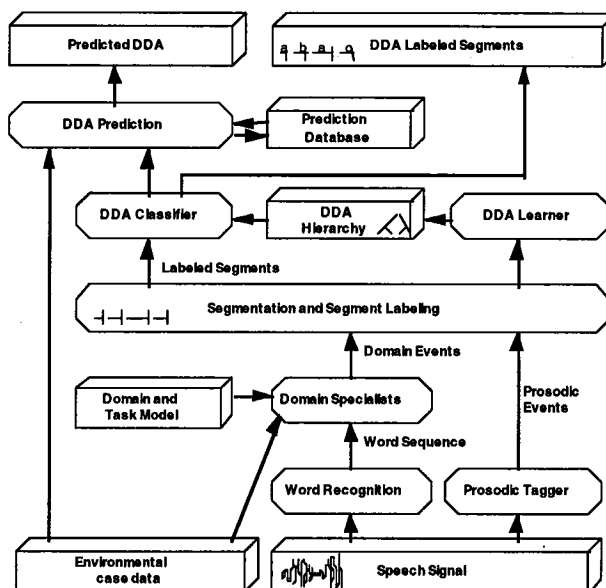 Predicted DDA
a b a c
DDA Labeled Segments
DDA Prediction
Prediction
Database
DDA Classifier
DDA
Hierarchy
DDA Learner
Labeled Segments
Segmentation and Segment Labeling
Domain Events
Domain and
Task Model
Domain Specialists
Prosodic
Events
Word Sequence
Word Recognition
Prosodic Tagger
Environmental
case data
Speech Signal